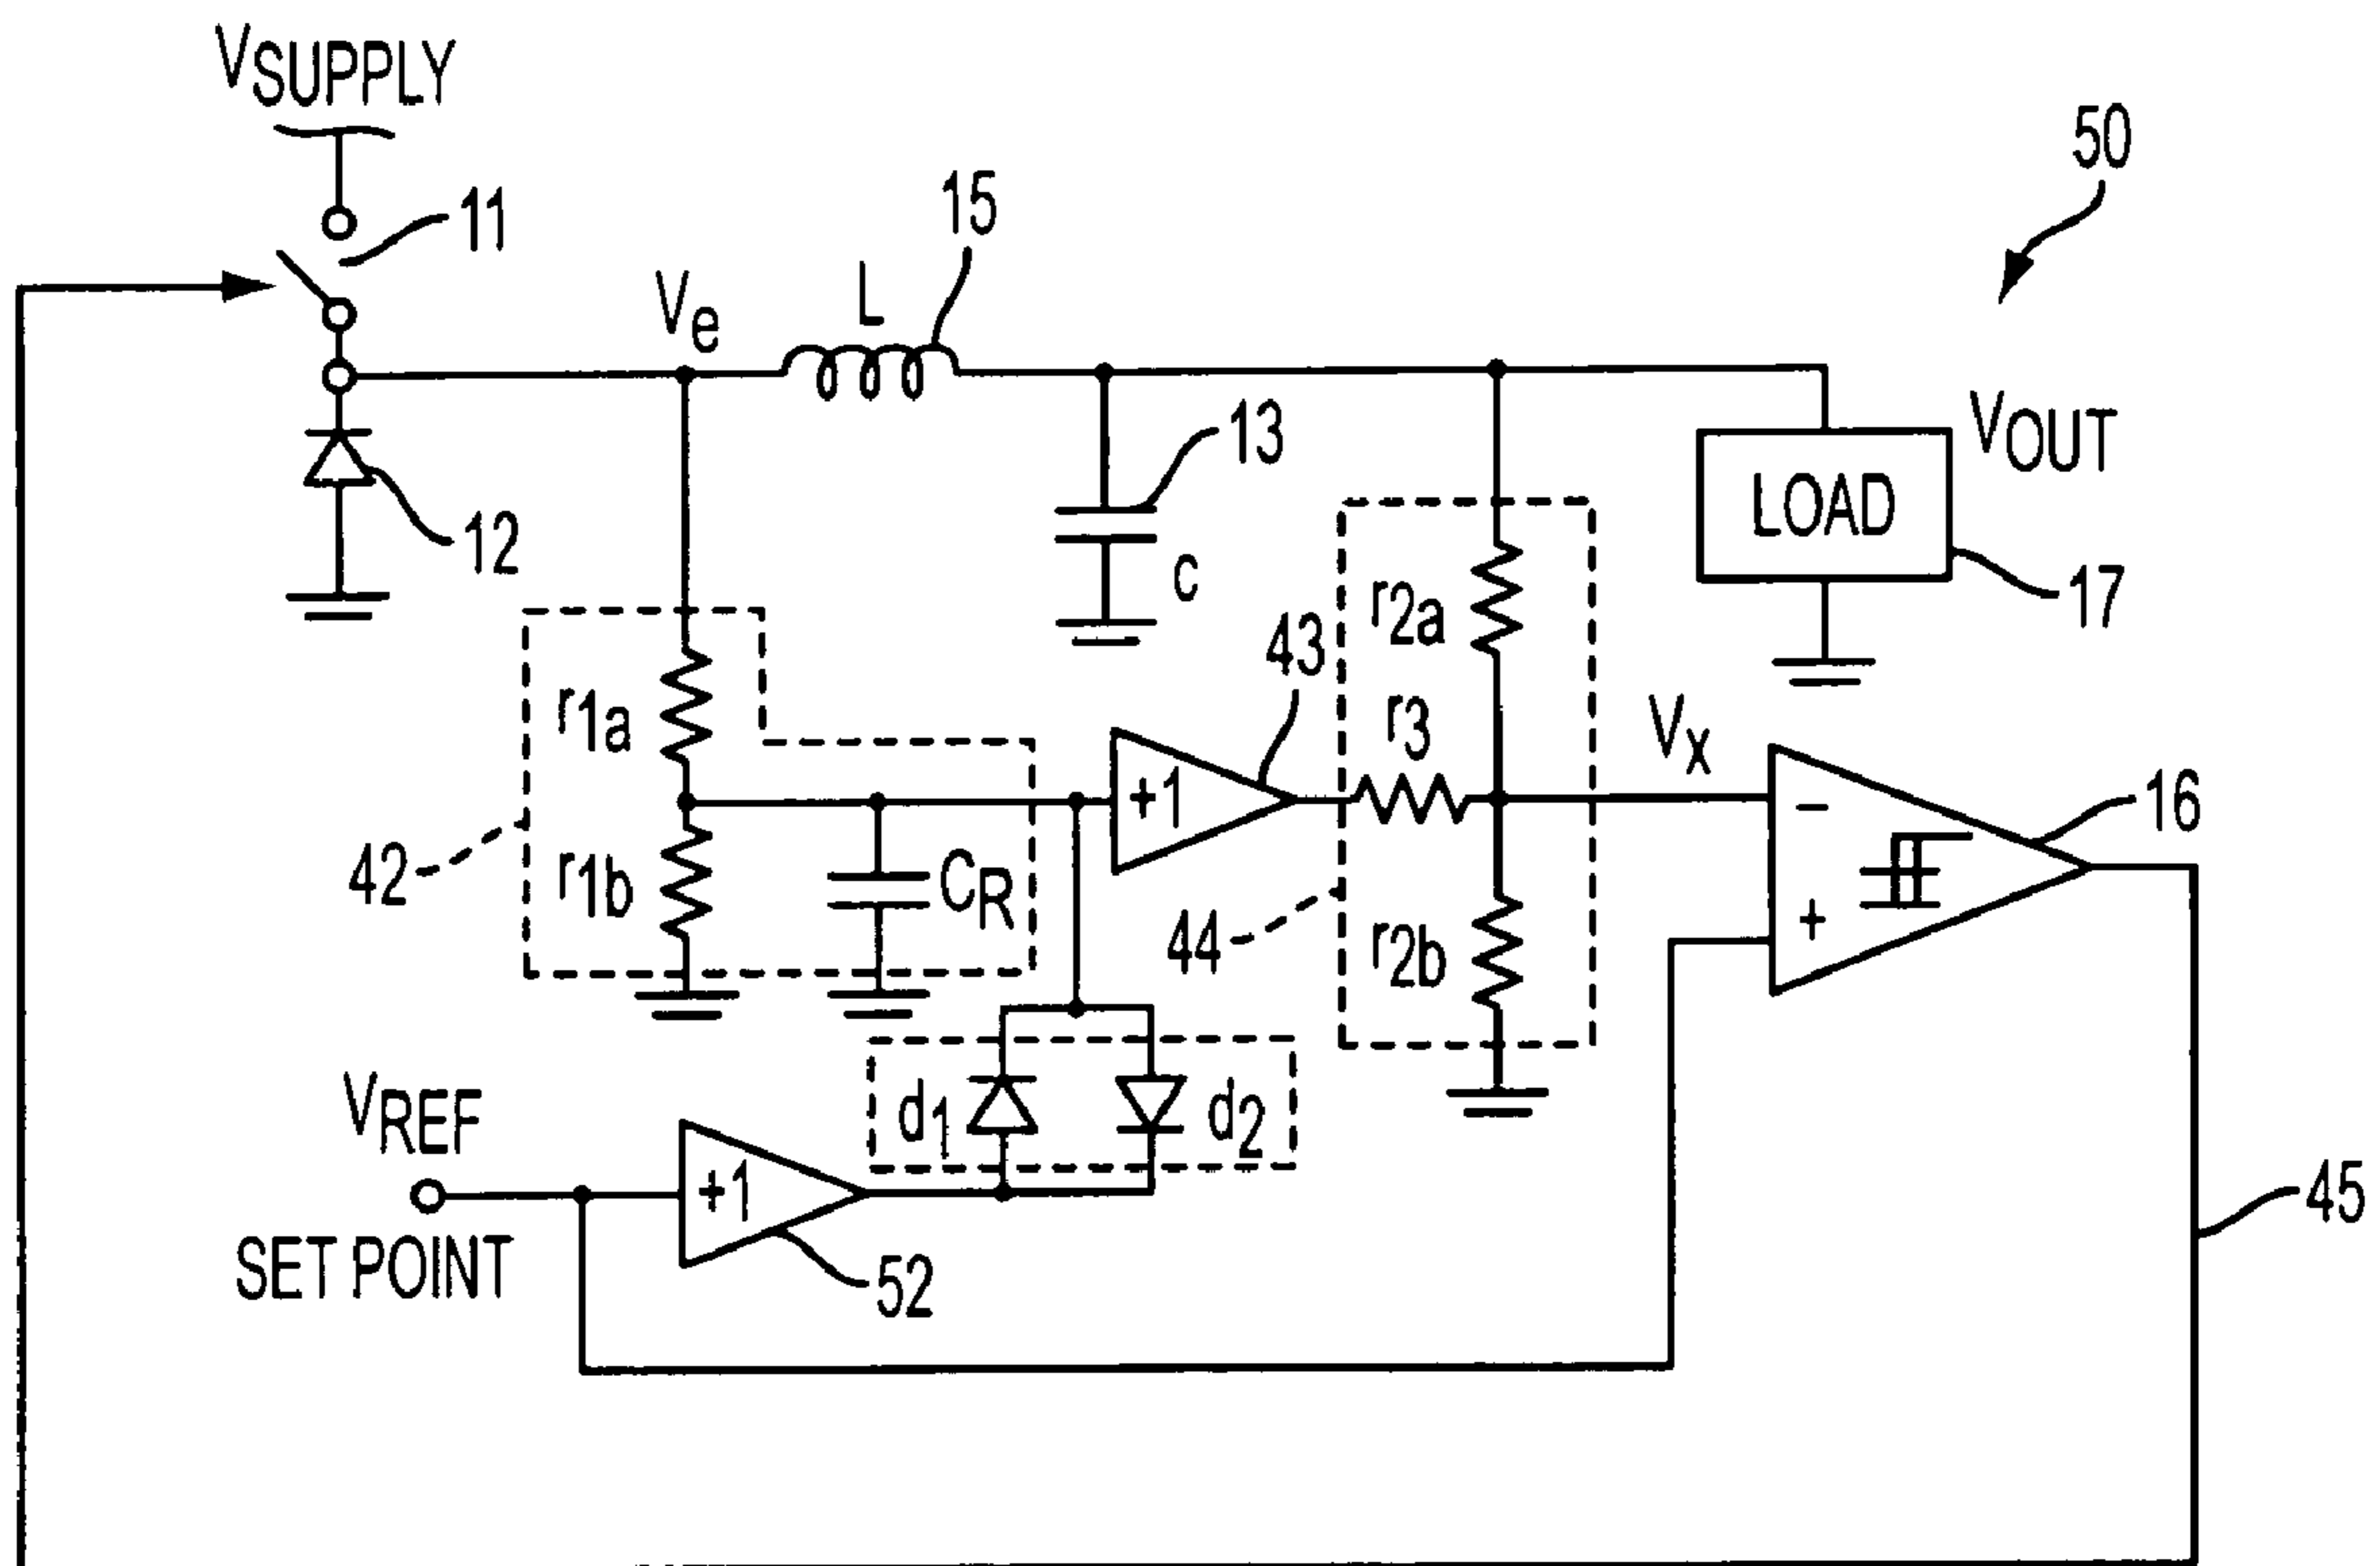 VSUPPLY
50
11
15
Ve
L
13
VOUT
LOAD
12
C
r2a
17
43
r1a
r3
Vx
+1
−
16
42
r1b
CR
44
r2b
+
VREF
d1
d2
+1
45
SET POINT
52